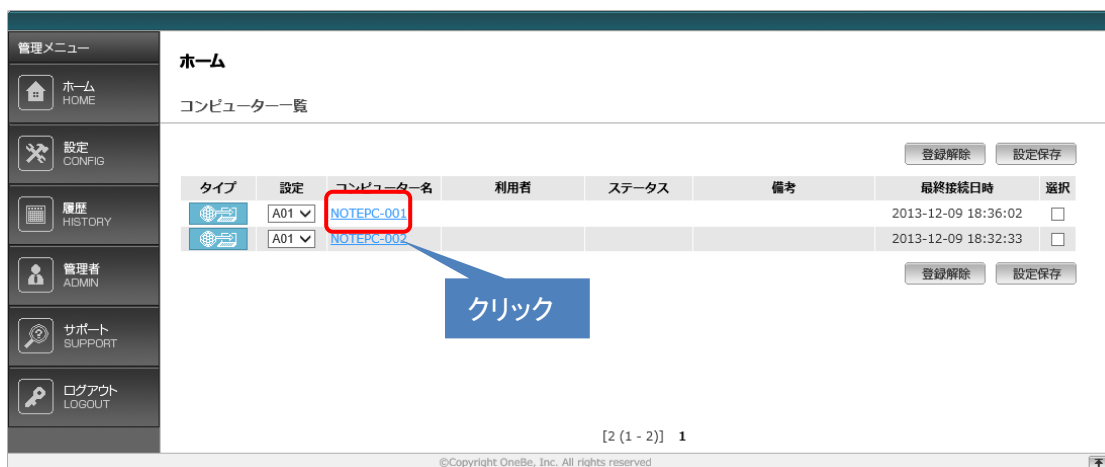 管理メニュー
ホーム
HOME
設定
CONFIG
履歴
HISTORY
管理者
ADMIN
サポート
SUPPORT
ログアウト
LOGOUT
ホーム
コンピューター一覧
登録解除 設定保存
タイプ 設定 コンピューター名 利用者 ステータス 備考 最終接続日時 選択
A01 NOTEPC-001 2013-12-09 18:36:02
A01 NOTEPC-002 2013-12-09 18:32:33
登録解除 設定保存
クリック
[2 (1 - 2)] 1
©Copyright OneBe, Inc. All rights reserved